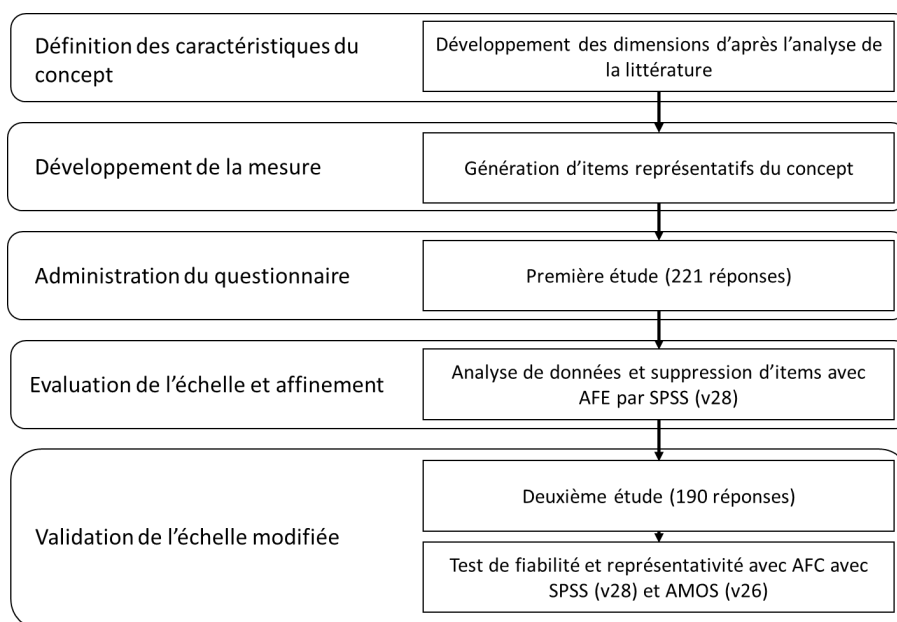 Définition des caractéristiques du
concept
Développement des dimensions d'après l'analyse de
la littérature
Développement de la mesure
Génération d'items représentatifs du concept
Administration du questionnaire
Première étude (221 réponses)
Evaluation de l'échelle et affinement
Analyse de données et suppression d'items avec
AFE par SPSS (v28)
Validation de l'échelle modifiée
Deuxième étude (190 réponses)
Test de fiabilité et représentativité avec AFC avec
SPSS (v28) et AMOS (v26)